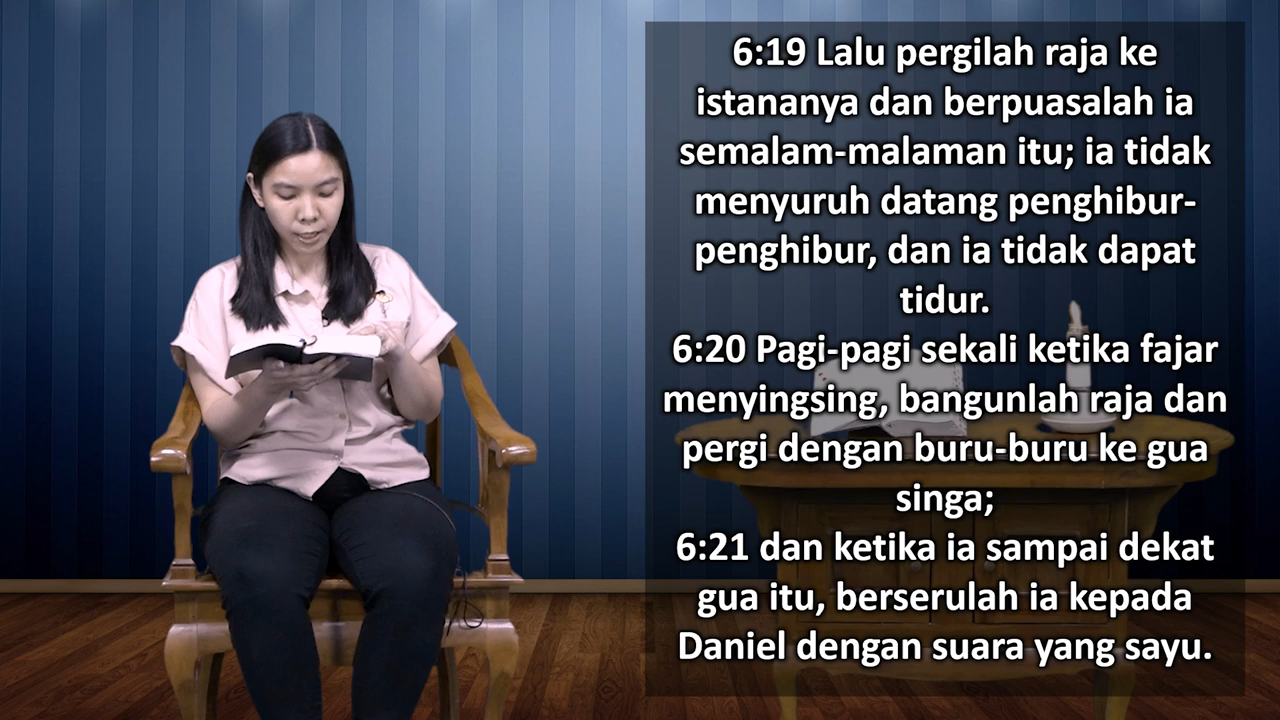 6:19 Lalu pergilah raja ke
istananya dan berpuasalah ia
semalam-malaman itu; ia tidak
menyuruh datang penghibur-
penghibur, dan ia tidak dapat
tidur.
6:20 Pagi-pagi sekali ketika fajar
menyingsing, bangunlah raja dan
pergi dengan buru-buru ke gua
singa;
6:21 dan ketika ia sampai dekat
gua itu, berserulah ia kepada
Daniel dengan suara yang sayu.